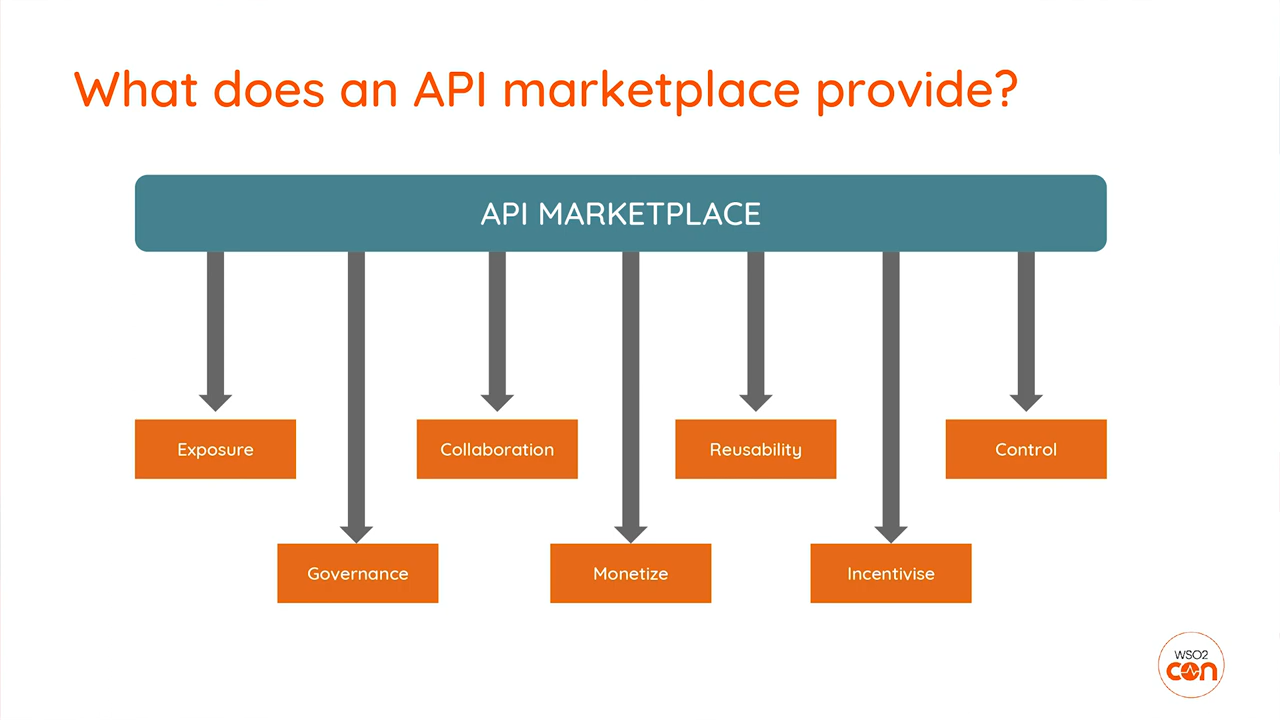 What does an API marketplace provide?
API MARKETPLACE
Exposure
Collaboration
Reusability
Control
Governance
Monetize
Incentivise
WSO2
con